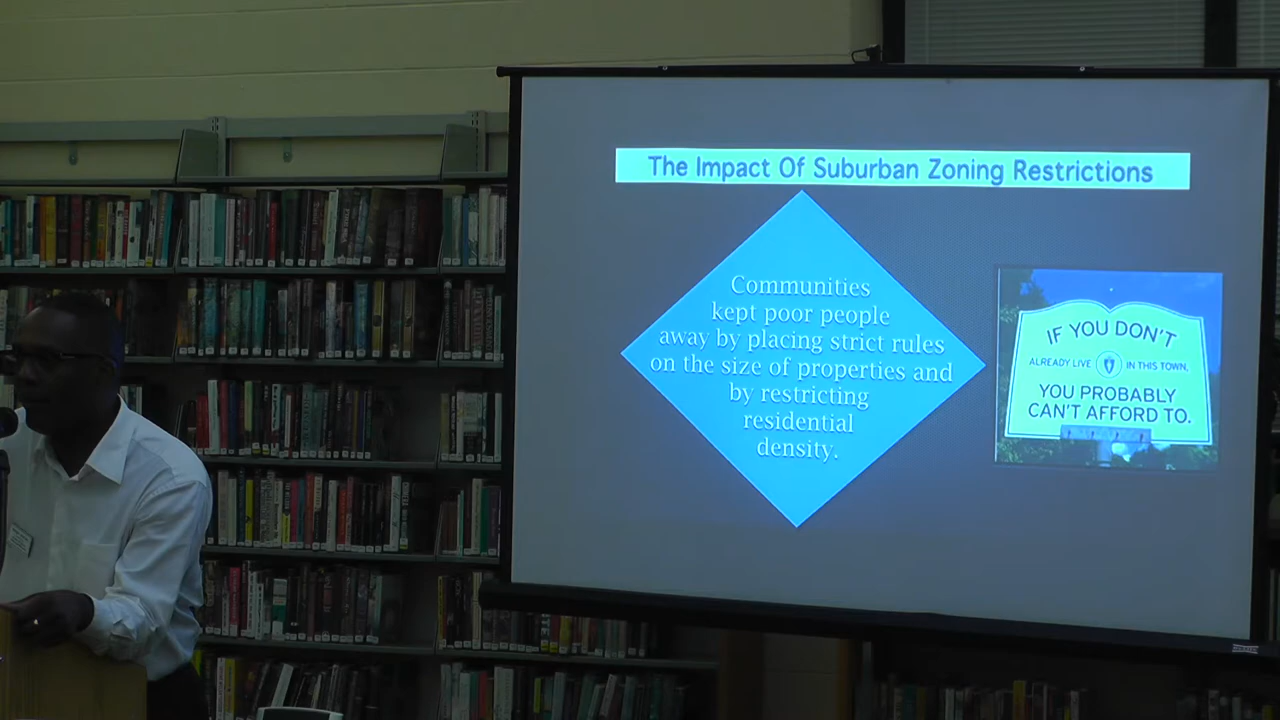 The Impact Of Suburban Zoning Restrictions
Communities
kept poor people
away by placing strict rules
on the size of properties and
by restricting
residential
density.
IF YOU DON'T
ALREADY LIVE IN THIS TOWN,
YOU PROBABLY
CAN'T AFFORD TO.